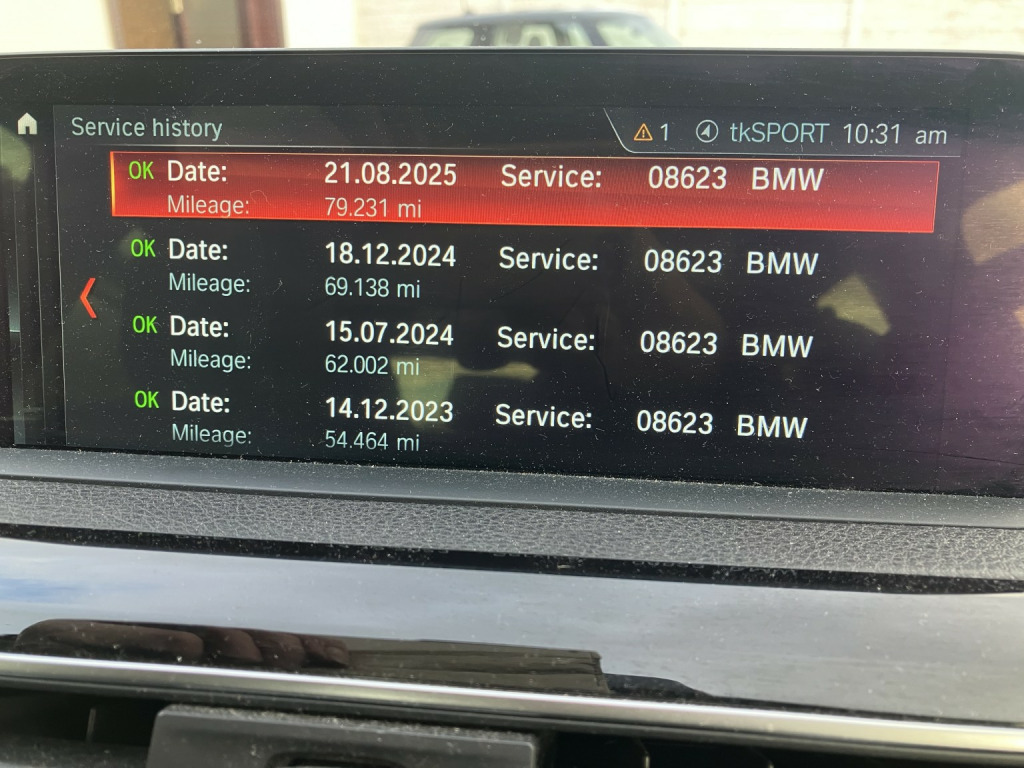 Service history 1 tkSPORT 10:31 am
OK Date: 21.08.2025 Service: 08623 BMW
Mileage: 79.231 mi
OK Date: 18.12.2024 Service: 08623 BMW
Mileage: 69.138 mi
OK Date: 15.07.2024 Service: 08623 BMW
Mileage: 62.002 mi
OK Date: 14.12.2023 Service: 08623 BMW
Mileage: 54.464 mi